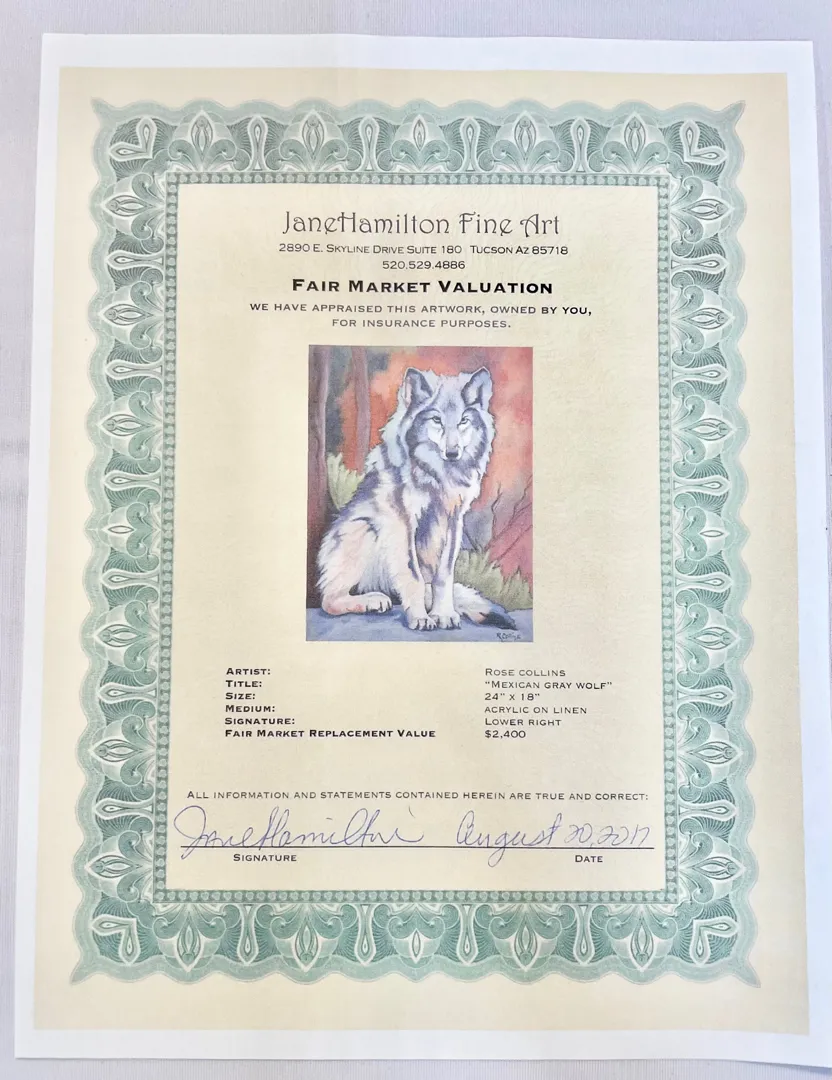 JaneHamilton Fine Art
2890 E. Skyline Drive Suite 180 Tucson Az 85718
520.529.4886
Fair Market Valuation
We have appraised this artwork, owned by you,
for insurance purposes.
R. Collins
Artist: Rose Collins
Title: "Mexican Gray Wolf"
Size: 24" x 18"
Medium: Acrylic on Linen
Signature: Lower Right
Fair Market Replacement Value $2,400
All information and statements contained herein are true and correct:
Jane Hamilton August 20, 2017
Signature Date